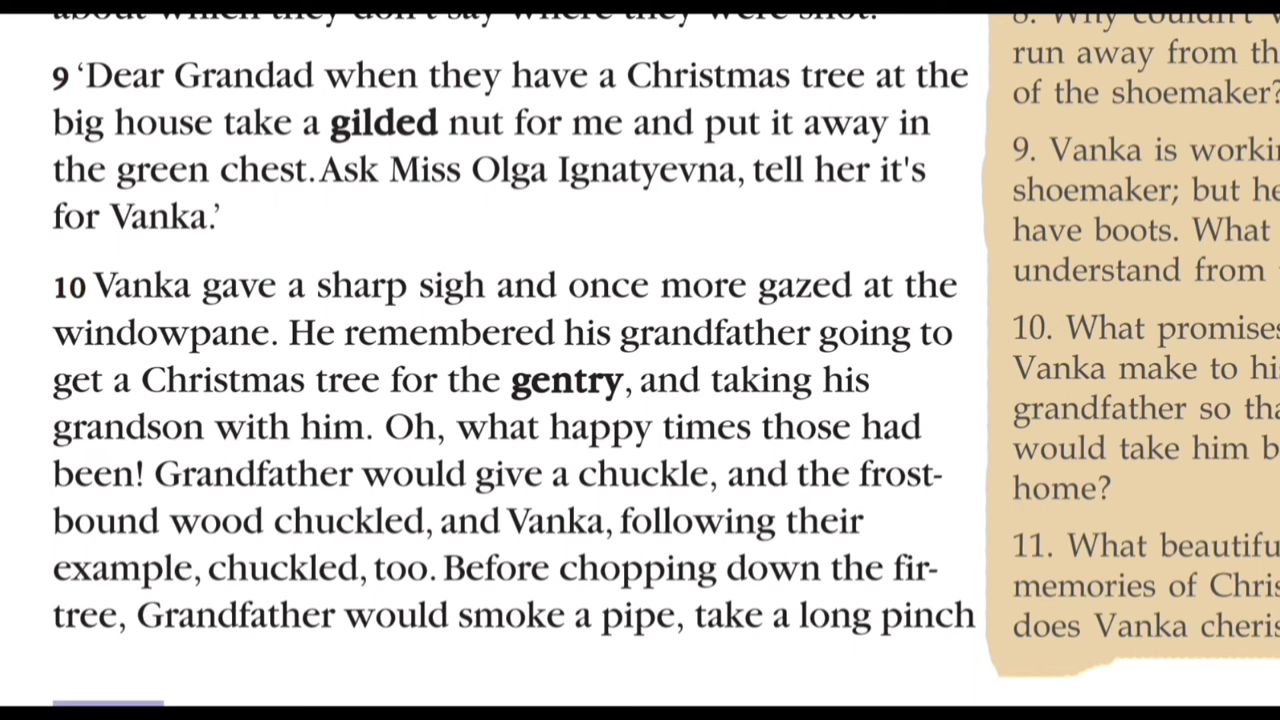 9 ‘Dear Grandad when they have a Christmas tree at the
big house take a gilded nut for me and put it away in
the green chest. Ask Miss Olga Ignatyevna, tell her it's
for Vanka.’
10 Vanka gave a sharp sigh and once more gazed at the
windowpane. He remembered his grandfather going to
get a Christmas tree for the gentry, and taking his
grandson with him. Oh, what happy times those had
been! Grandfather would give a chuckle, and the frost-
bound wood chuckled, and Vanka, following their
example, chuckled, too. Before chopping down the fir-
tree, Grandfather would smoke a pipe, take a long pinch
run away from th
of the shoemaker?
9. Vanka is workin
shoemaker; but he
have boots. What
understand from
10. What promises
Vanka make to hi
grandfather so tha
would take him b
home?
11. What beautifu
memories of Chris
does Vanka cheris